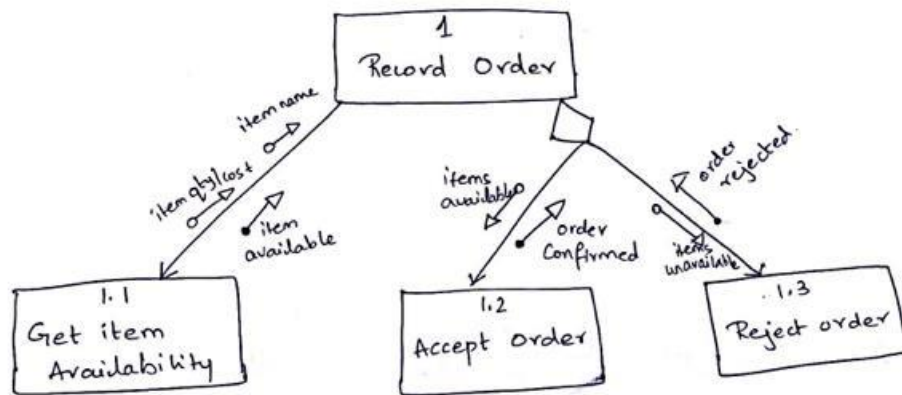 1
Record Order
item name
item qty/cost
item
available
items
available
order
Confirmed
order
rejected.
items
unavailable
1.1
Get item
Availability
1.2
Accept Order
1.3
Reject order